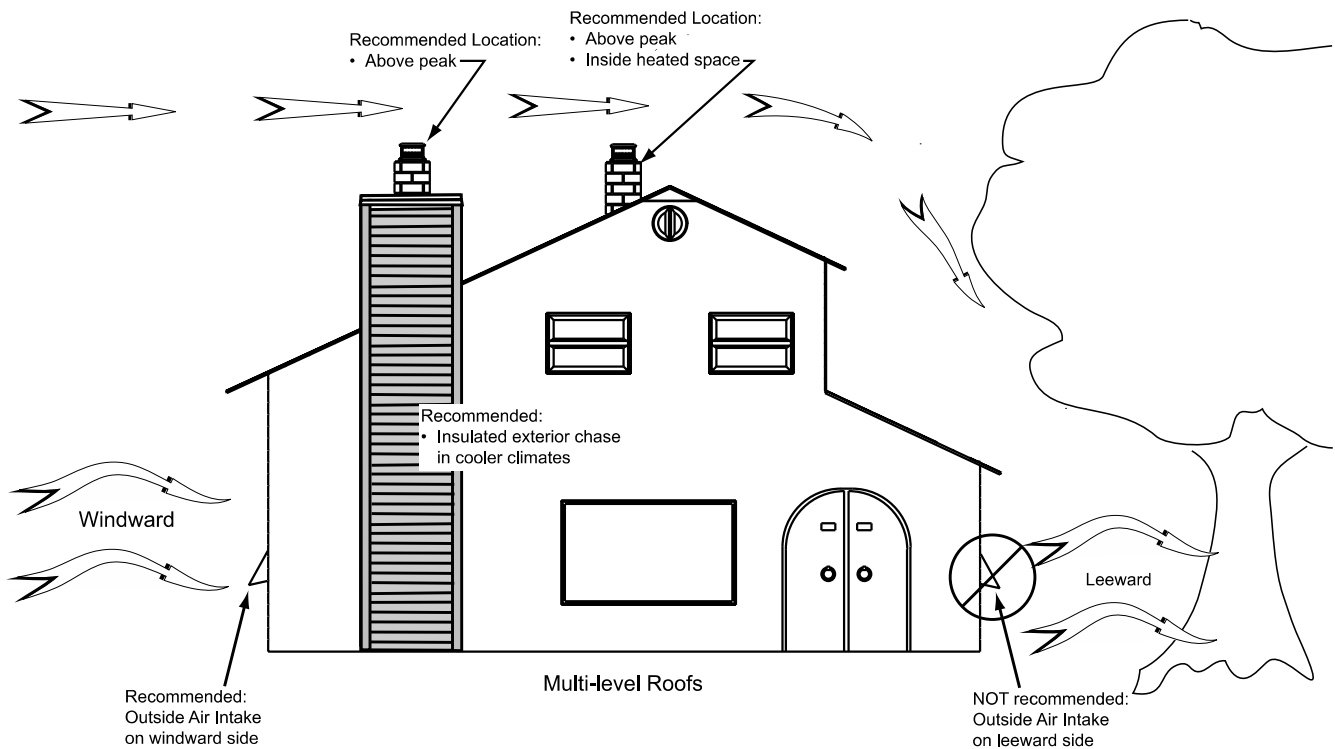 Recommended Location:
• Above peak
Recommended Location:
• Above peak
• Inside heated space
Recommended:
• Insulated exterior chase
in cooler climates
Windward
Leeward
Recommended:
Outside Air Intake
on windward side
Multi-level Roofs
NOT recommended:
Outside Air Intake
on leeward side